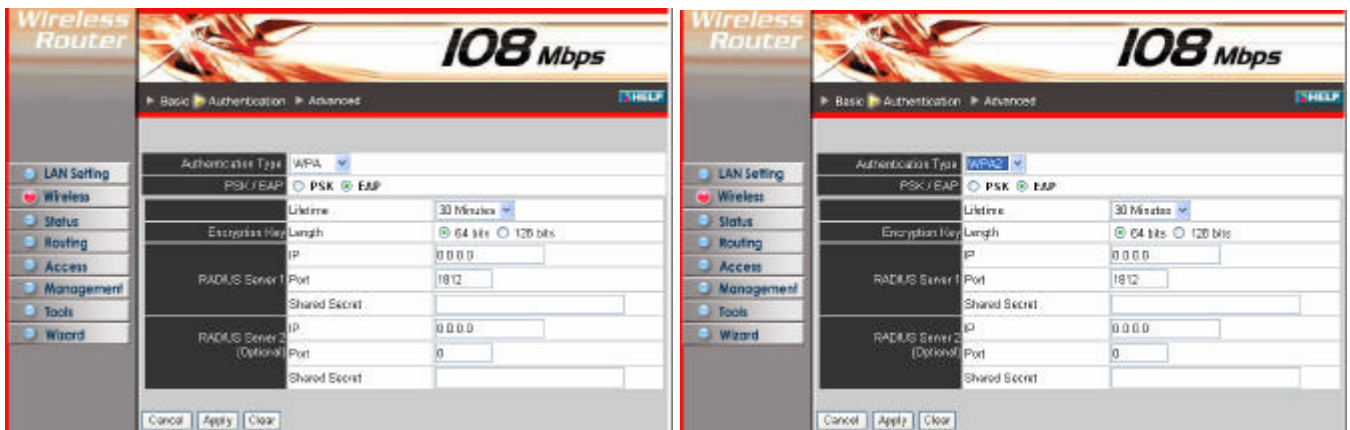 Wireless
Router
108 Mbps
Basic Authentication Advanced HELP
LAN Setting
Wireless
Status
Routing
Access
Management
Tools
Wizard
Authentication Type WPA
PSK / EAP PSK EAP
Lifetime 30 Minutes
Encryption Key Length 64 bits 128 bits
RADIUS Server 1
IP 0.0.0.0
Port 1812
Shared Secret
RADIUS Server 2
(Optional)
IP 0.0.0.0
Port 0
Shared Secret
Cancel Apply Clear
Wireless
Router
108 Mbps
Basic Authentication Advanced HELP
LAN Setting
Wireless
Status
Routing
Access
Management
Tools
Wizard
Authentication Type WPA2
PSK / EAP PSK EAP
Lifetime 30 Minutes
Encryption Key Length 64 bits 128 bits
RADIUS Server 1
IP 0.0.0.0
Port 1812
Shared Secret
RADIUS Server 2
(Optional)
IP 0.0.0.0
Port 0
Shared Secret
Cancel Apply Clear